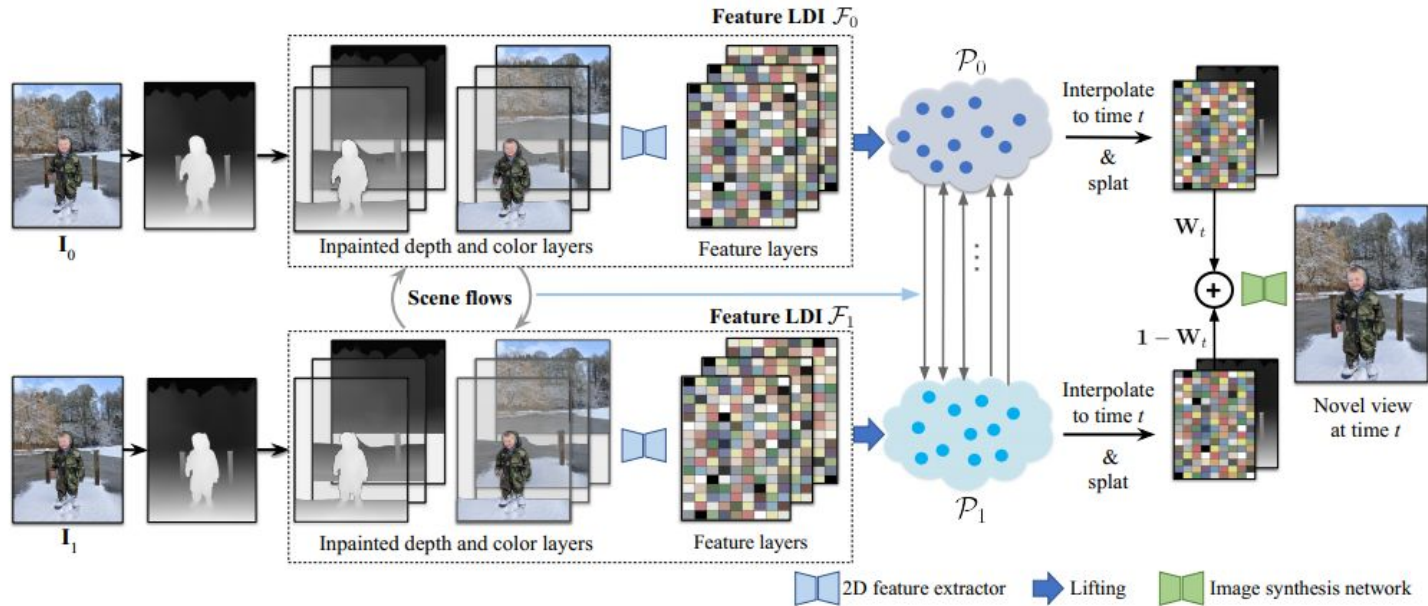 Feature LDI F₀
P₀
Interpolate
to time t
&
splat
I₀
Inpainted depth and color layers
Feature layers
Wₜ
Scene flows
Feature LDI F₁
+
1 − Wₜ
Interpolate
to time t
&
splat
Novel view
at time t
I₁
Inpainted depth and color layers
Feature layers
P₁
2D feature extractor
Lifting
Image synthesis network